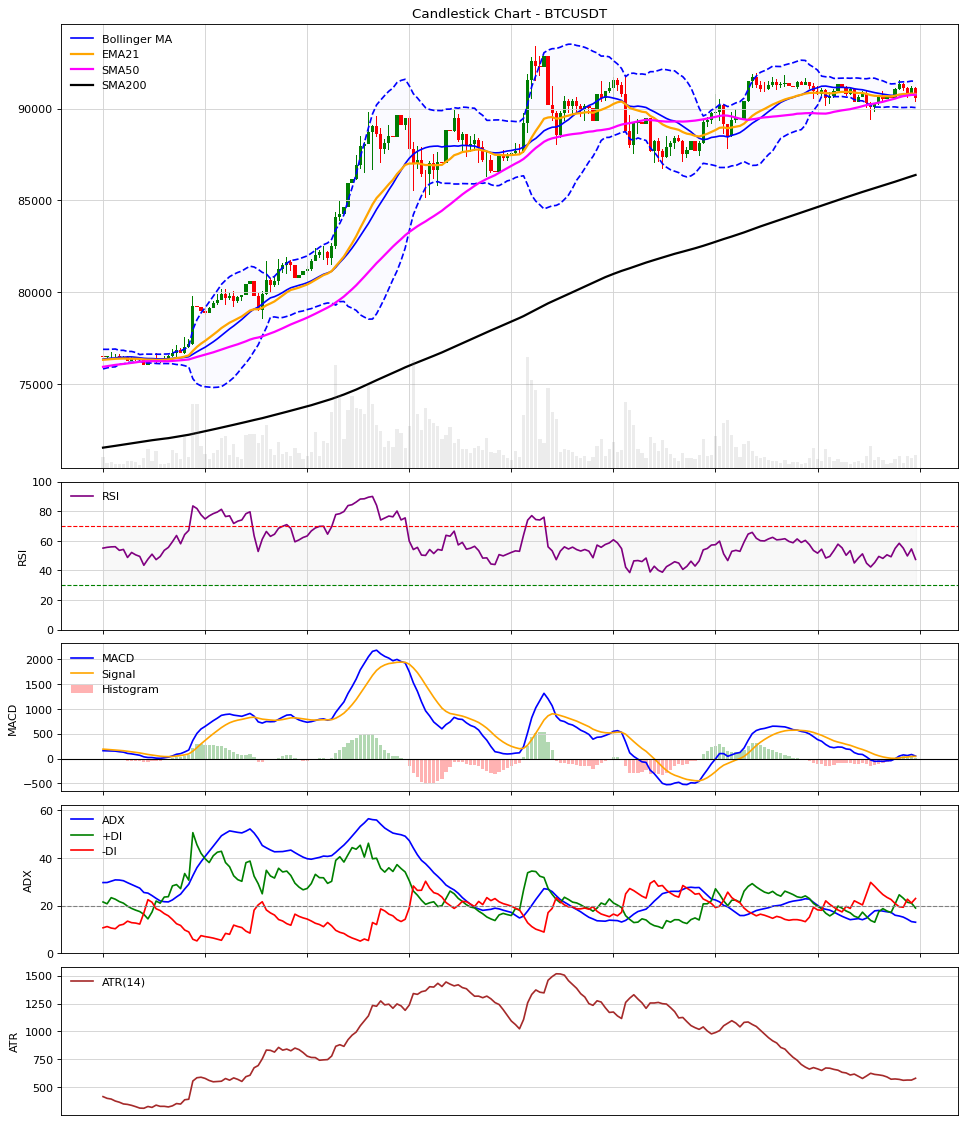 Candlestick Chart - BTCUSDT
Bollinger MA
EMA21
SMA50
SMA200
90000
85000
80000
75000
RSI
100
80
60
40
20
0
RSI
MACD
Signal
Histogram
2000
1500
1000
500
0
−500
MACD
ADX
+DI
-DI
60
40
20
0
ADX
ATR(14)
1500
1250
1000
750
500
ATR